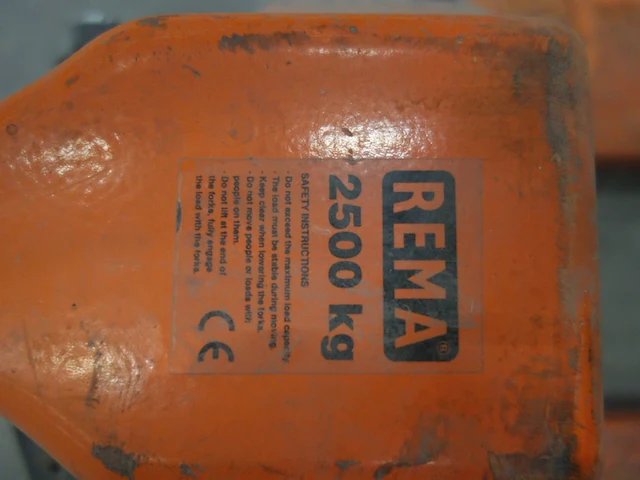 REMA®
2500 kg
SAFETY INSTRUCTIONS
· Do not exceed the maximum load capacity.
· The load must be stable during moving.
· Keep clear when lowering the forks.
· Do not move people or loads with
people on them.
· Do not lift at the end of
the forks, fully engage
the load with the forks.
CE